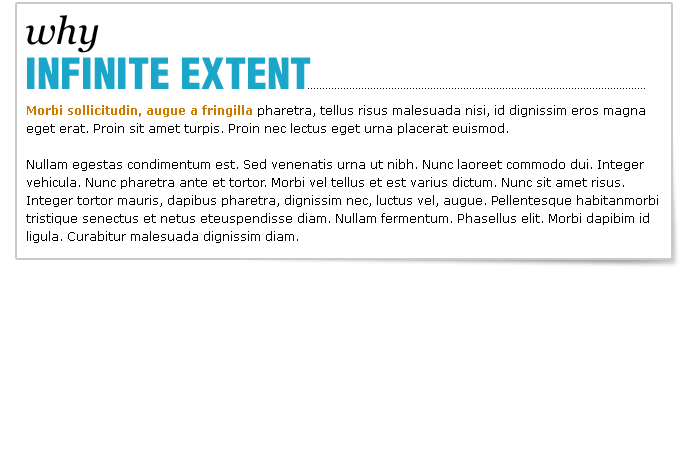 why
INFINITE EXTENT
Morbi sollicitudin, augue a fringilla pharetra, tellus risus malesuada nisi, id dignissim eros magna
eget erat. Proin sit amet turpis. Proin nec lectus eget urna placerat euismod.
Nullam egestas condimentum est. Sed venenatis urna ut nibh. Nunc laoreet commodo dui. Integer
vehicula. Nunc pharetra ante et tortor. Morbi vel tellus et est varius dictum. Nunc sit amet risus.
Integer tortor mauris, dapibus pharetra, dignissim nec, luctus vel, augue. Pellentesque habitanmorbi
tristique senectus et netus eteuspendisse diam. Nullam fermentum. Phasellus elit. Morbi dapibim id
ligula. Curabitur malesuada dignissim diam.